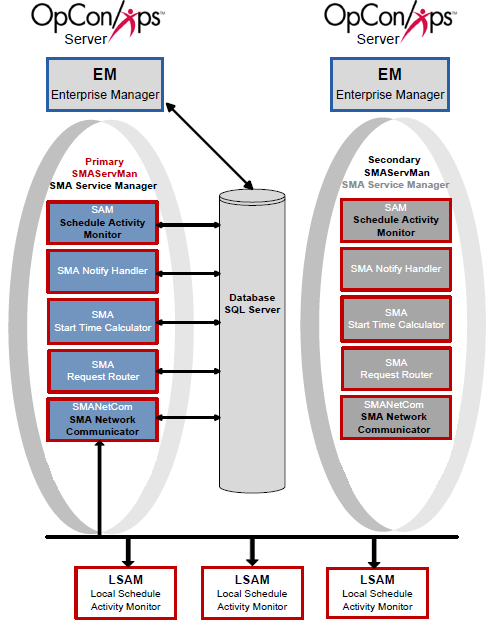 OpCon/xps
Server
EM
Enterprise Manager
Primary
SMAServMan
SMA Service Manager
SAM
Schedule Activity
Monitor
SMA Notify Handler
SMA
Start Time Calculator
SMA
Request Router
SMANetCom
SMA Network
Communicator
Database
SQL Server
OpCon/xps
Server
EM
Enterprise Manager
Secondary
SMAServMan
SMA Service Manager
SAM
Schedule Activity
Monitor
SMA Notify Handler
SMA
Start Time Calculator
SMA
Request Router
SMANetCom
SMA Network
Communicator
LSAM
Local Schedule
Activity Monitor
LSAM
Local Schedule
Activity Monitor
LSAM
Local Schedule
Activity Monitor